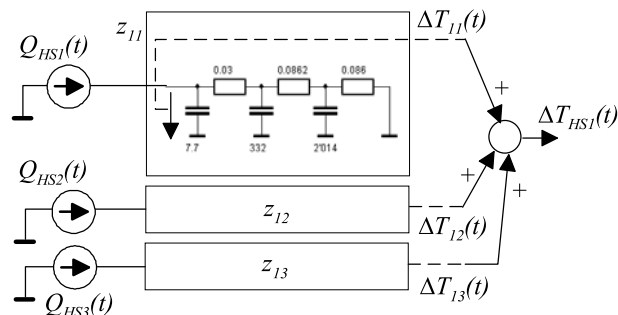 z11
ΔT11(t)
QHS1(t)
0.03
0.0862
0.086
+
ΔTHS1(t)
7.7
332
2'014
QHS2(t)
+
+
z12
ΔT12(t)
z13
ΔT13(t)
QHS3(t)